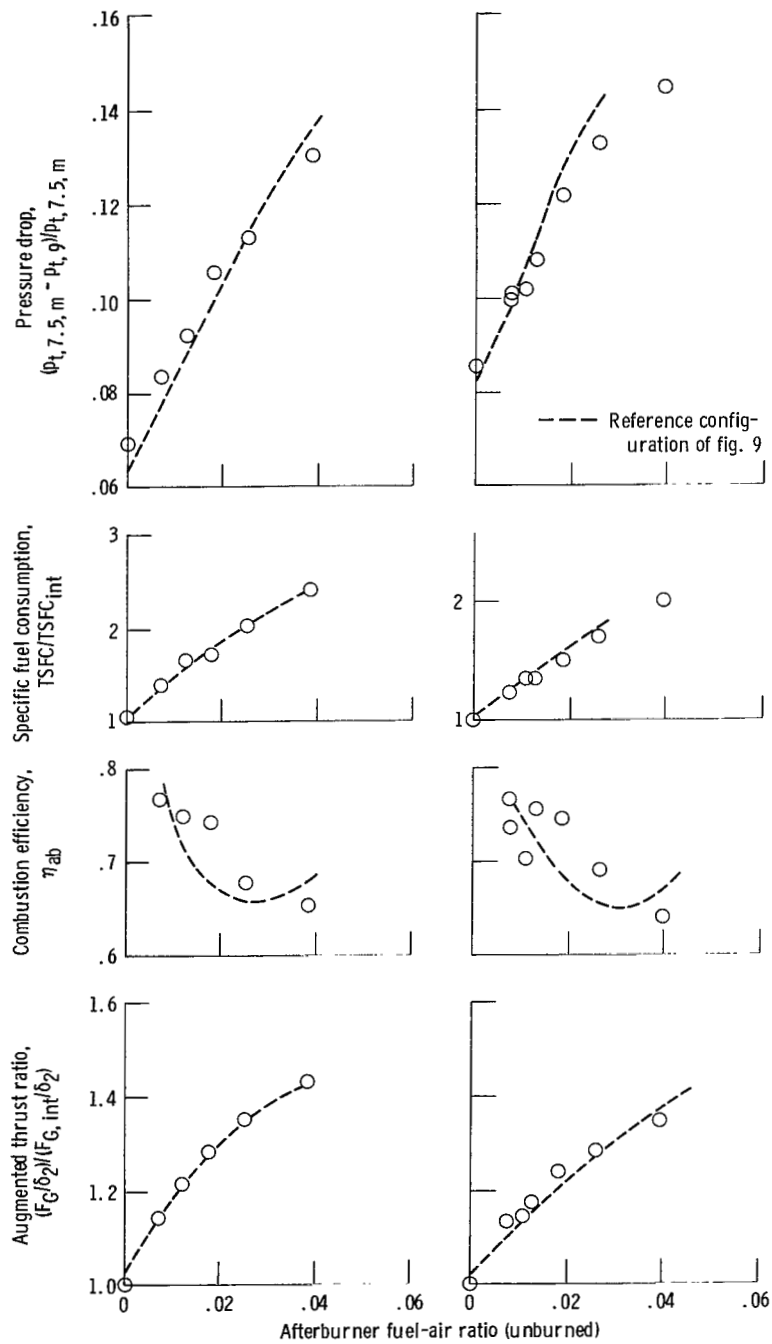 .16
.14
.12
.10
.08
.06
Pressure drop,
(pt, 7.5, m - pt, 9)/pt, 7.5, m
Reference config-
uration of fig. 9
3
2
1
Specific fuel consumption,
TSFC/TSFCint
2
1
.8
.7
.6
Combustion efficiency,
ηab
1.6
1.4
1.2
1.0
Augmented thrust ratio,
(FG/δ2)/(FG, int/δ2)
0 .02 .04 .06
0 .02 .04 .06
Afterburner fuel-air ratio (unburned)